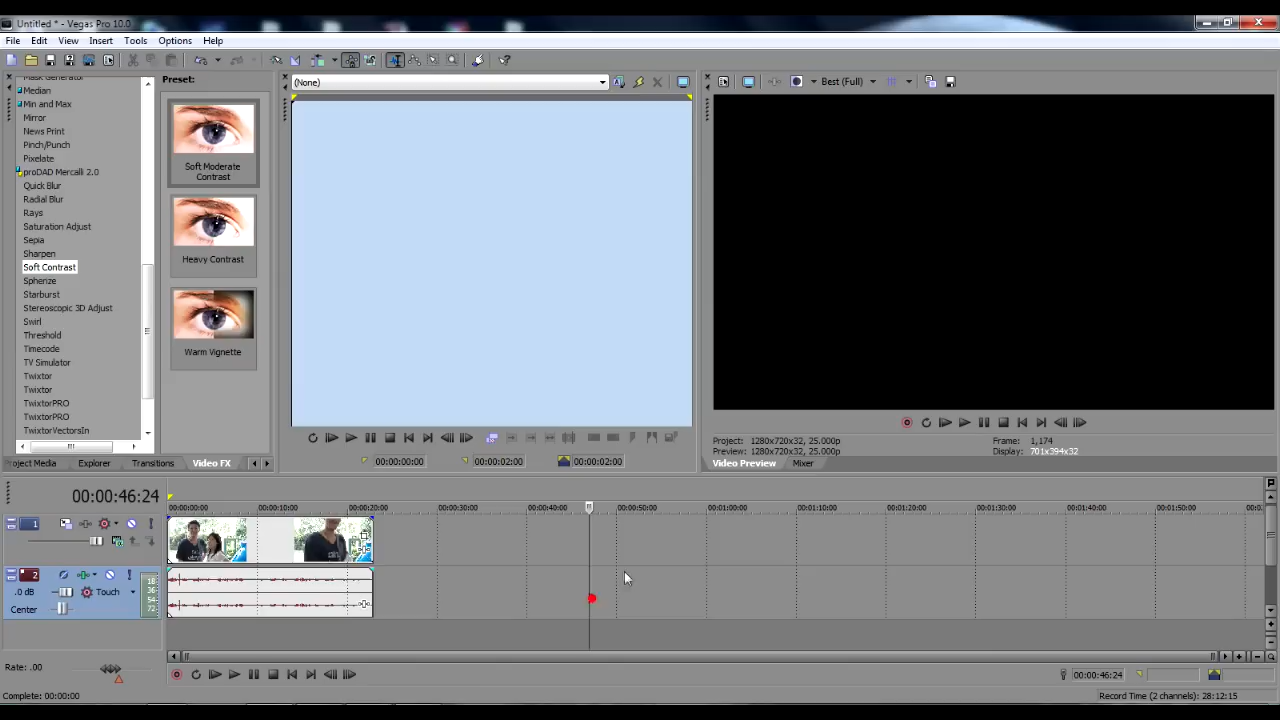 Untitled * - Vegas Pro 10.0
File Edit View Insert Tools Options Help
Preset:
(None)
Best (Full)
Mask Generator
Median
Min and Max
Mirror
News Print
Pinch/Punch
Pixelate
proDAD Mercalli 2.0
Quick Blur
Radial Blur
Rays
Saturation Adjust
Sepia
Sharpen
Soft Contrast
Spherize
Starburst
Stereoscopic 3D Adjust
Swirl
Threshold
Timecode
TV Simulator
Twixtor
Twixtor
TwixtorPRO
TwixtorPRO
TwixtorVectorsIn
Soft Moderate
Contrast
Heavy Contrast
Warm Vignette
Project: 1280x720x32, 25.000p
Frame: 1,174
Preview: 1280x720x32, 25.000p
Display: 701x394x32
Project Media Explorer Transitions Video FX
00:00:00:00 00:00:02:00 00:00:02:00
Video Preview Mixer
00:00:46:24
00:00:00:00 00:00:10:00 00:00:20:00 00:00:30:00 00:00:40:00 00:00:50:00 00:01:00:00 00:01:10:00 00:01:20:00 00:01:30:00 00:01:40:00 00:01:50:00
1
2
.0 dB
Touch
Center
18
36
54
72
Rate: .00
00:00:46:24
Complete: 00:00:00
Record Time (2 channels): 28:12:15